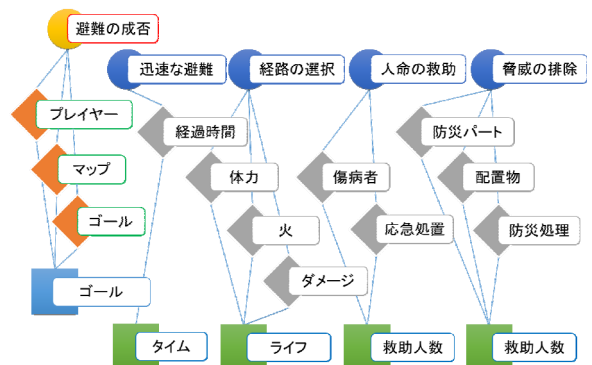 避難の成否
迅速な避難
経路の選択
人命の救助
脅威の排除
プレイヤー
経過時間
防災パート
マップ
体力
傷病者
配置物
ゴール
火
応急処置
防災処理
ゴール
ダメージ
タイム
ライフ
救助人数
救助人数